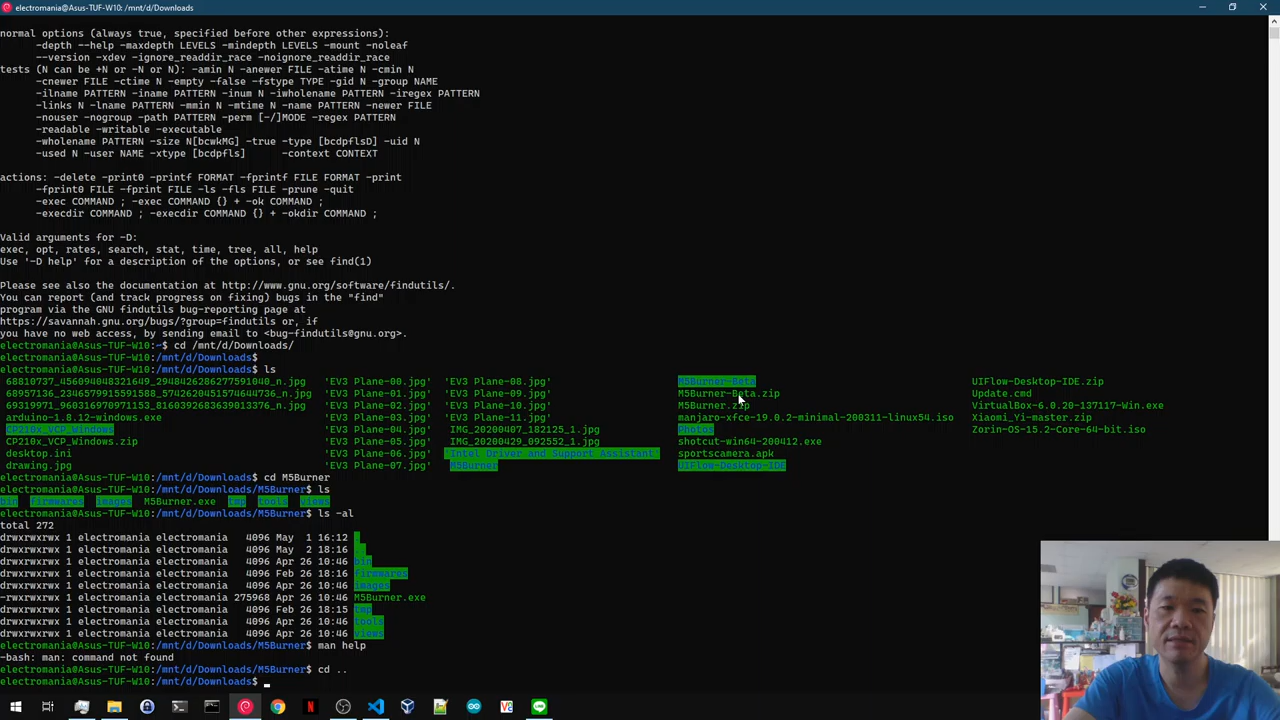 electromania@Asus-TUF-W10: /mnt/d/Downloads
normal options (always true, specified before other expressions):
      -depth --help -maxdepth LEVELS -mindepth LEVELS -mount -noleaf
      --version -xdev -ignore_readdir_race -noignore_readdir_race
tests (N can be +N or -N or N): -amin N -anewer FILE -atime N -cmin N
      -cnewer FILE -ctime N -empty -false -fstype TYPE -gid N -group NAME
      -ilname PATTERN -iname PATTERN -inum N -iwholename PATTERN -iregex PATTERN
      -links N -lname PATTERN -mmin N -mtime N -name PATTERN -newer FILE
      -nouser -nogroup -path PATTERN -perm [-/]MODE -regex PATTERN
      -readable -writable -executable
      -wholename PATTERN -size N[bcwkMG] -true -type [bcdpflsD] -uid N
      -used N -user NAME -xtype [bcdpfls]      -context CONTEXT
actions: -delete -print0 -printf FORMAT -fprintf FILE FORMAT -print
      -fprint0 FILE -fprint FILE -ls -fls FILE -prune -quit
      -exec COMMAND ; -exec COMMAND {} + -ok COMMAND ;
      -execdir COMMAND ; -execdir COMMAND {} + -okdir COMMAND ;
Valid arguments for -D:
exec, opt, rates, search, stat, time, tree, all, help
Use '-D help' for a description of the options, or see find(1)
Please see also the documentation at http://www.gnu.org/software/findutils/.
You can report (and track progress on fixing) bugs in the "find"
program via the GNU findutils bug-reporting page at
https://savannah.gnu.org/bugs/?group=findutils or, if
you have no web access, by sending email to <bug-findutils@gnu.org>.
electromania@Asus-TUF-W10:~$ cd /mnt/d/Downloads/
electromania@Asus-TUF-W10:/mnt/d/Downloads$
electromania@Asus-TUF-W10:/mnt/d/Downloads$ ls
68810737_456094048321649_2948426286277591040_n.jpg 'EV3 Plane-00.jpg' 'EV3 Plane-08.jpg' M5Burner-Beta UIFlow-Desktop-IDE.zip
68957136_2346579915591588_5742620451574644736_n.jpg 'EV3 Plane-01.jpg' 'EV3 Plane-09.jpg' M5Burner-Beta.zip Update.cmd
69319971_960316970971153_8160392683639013376_n.jpg 'EV3 Plane-02.jpg' 'EV3 Plane-10.jpg' M5Burner.zip VirtualBox-6.0.20-137117-Win.exe
arduino-1.8.12-windows.exe 'EV3 Plane-03.jpg' 'EV3 Plane-11.jpg' manjaro-xfce-19.0.2-minimal-200311-linux54.iso Xiaomi_Yi-master.zip
CP210x_VCP_Windows 'EV3 Plane-04.jpg' IMG_20200407_182125_1.jpg Photos Zorin-OS-15.2-Core-64-bit.iso
CP210x_VCP_Windows.zip 'EV3 Plane-05.jpg' IMG_20200429_092552_1.jpg shotcut-win64-200412.exe
desktop.ini 'EV3 Plane-06.jpg' 'Intel Driver and Support Assistant' sportscamera.apk
drawing.jpg 'EV3 Plane-07.jpg' M5Burner UIFlow-Desktop-IDE
electromania@Asus-TUF-W10:/mnt/d/Downloads$ cd M5Burner
electromania@Asus-TUF-W10:/mnt/d/Downloads/M5Burner$ ls
bin firmwares images M5Burner.exe tmp tools views
electromania@Asus-TUF-W10:/mnt/d/Downloads/M5Burner$ ls -al
total 272
drwxrwxrwx 1 electromania electromania   4096 May  1 16:12 .
drwxrwxrwx 1 electromania electromania   4096 May  2 18:16 ..
drwxrwxrwx 1 electromania electromania   4096 Apr 26 10:46 bin
drwxrwxrwx 1 electromania electromania   4096 Feb 26 18:16 firmwares
drwxrwxrwx 1 electromania electromania   4096 Apr 26 10:46 images
-rwxrwxrwx 1 electromania electromania 275968 Apr 26 10:46 M5Burner.exe
drwxrwxrwx 1 electromania electromania   4096 Feb 26 18:15 tmp
drwxrwxrwx 1 electromania electromania   4096 Apr 26 10:46 tools
drwxrwxrwx 1 electromania electromania   4096 Apr 26 10:46 views
electromania@Asus-TUF-W10:/mnt/d/Downloads/M5Burner$ man help
-bash: man: command not found
electromania@Asus-TUF-W10:/mnt/d/Downloads/M5Burner$ cd ..
electromania@Asus-TUF-W10:/mnt/d/Downloads$